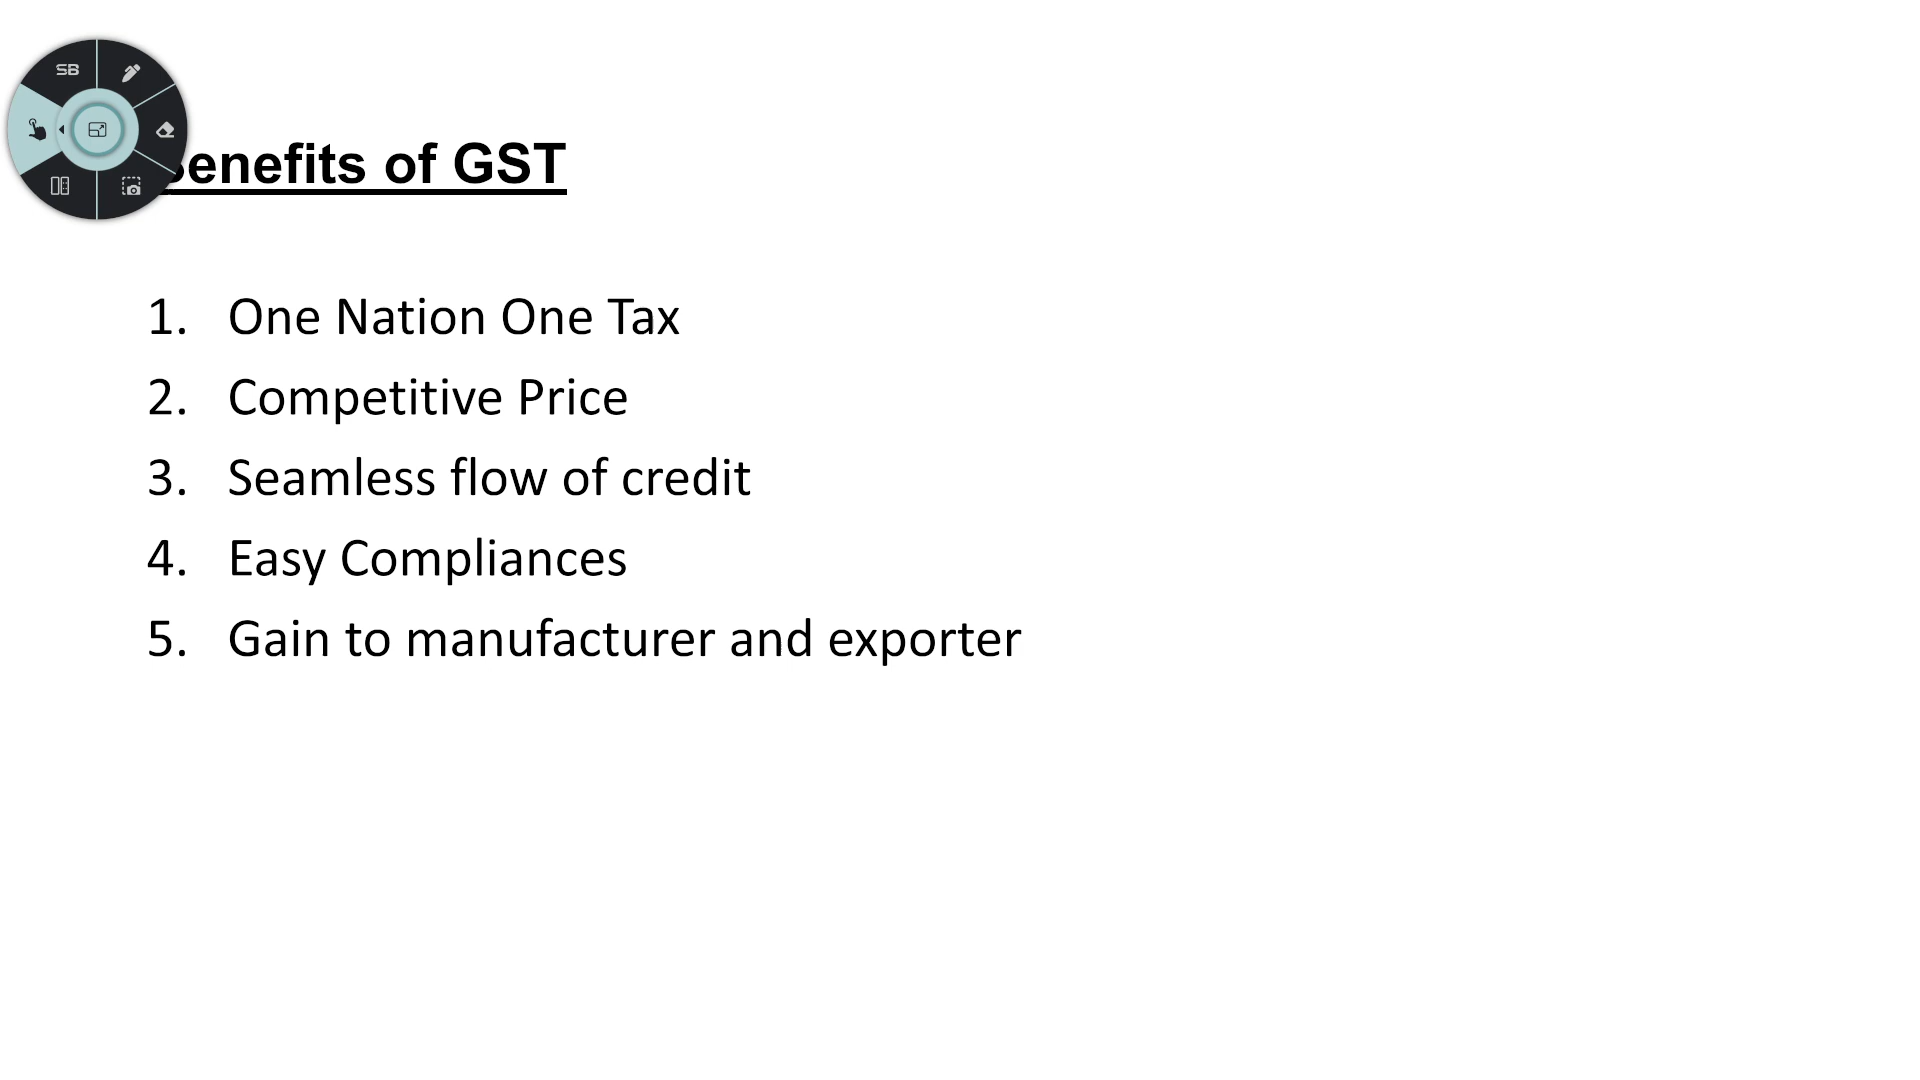 SB
Benefits of GST
1. One Nation One Tax
2. Competitive Price
3. Seamless flow of credit
4. Easy Compliances
5. Gain to manufacturer and exporter